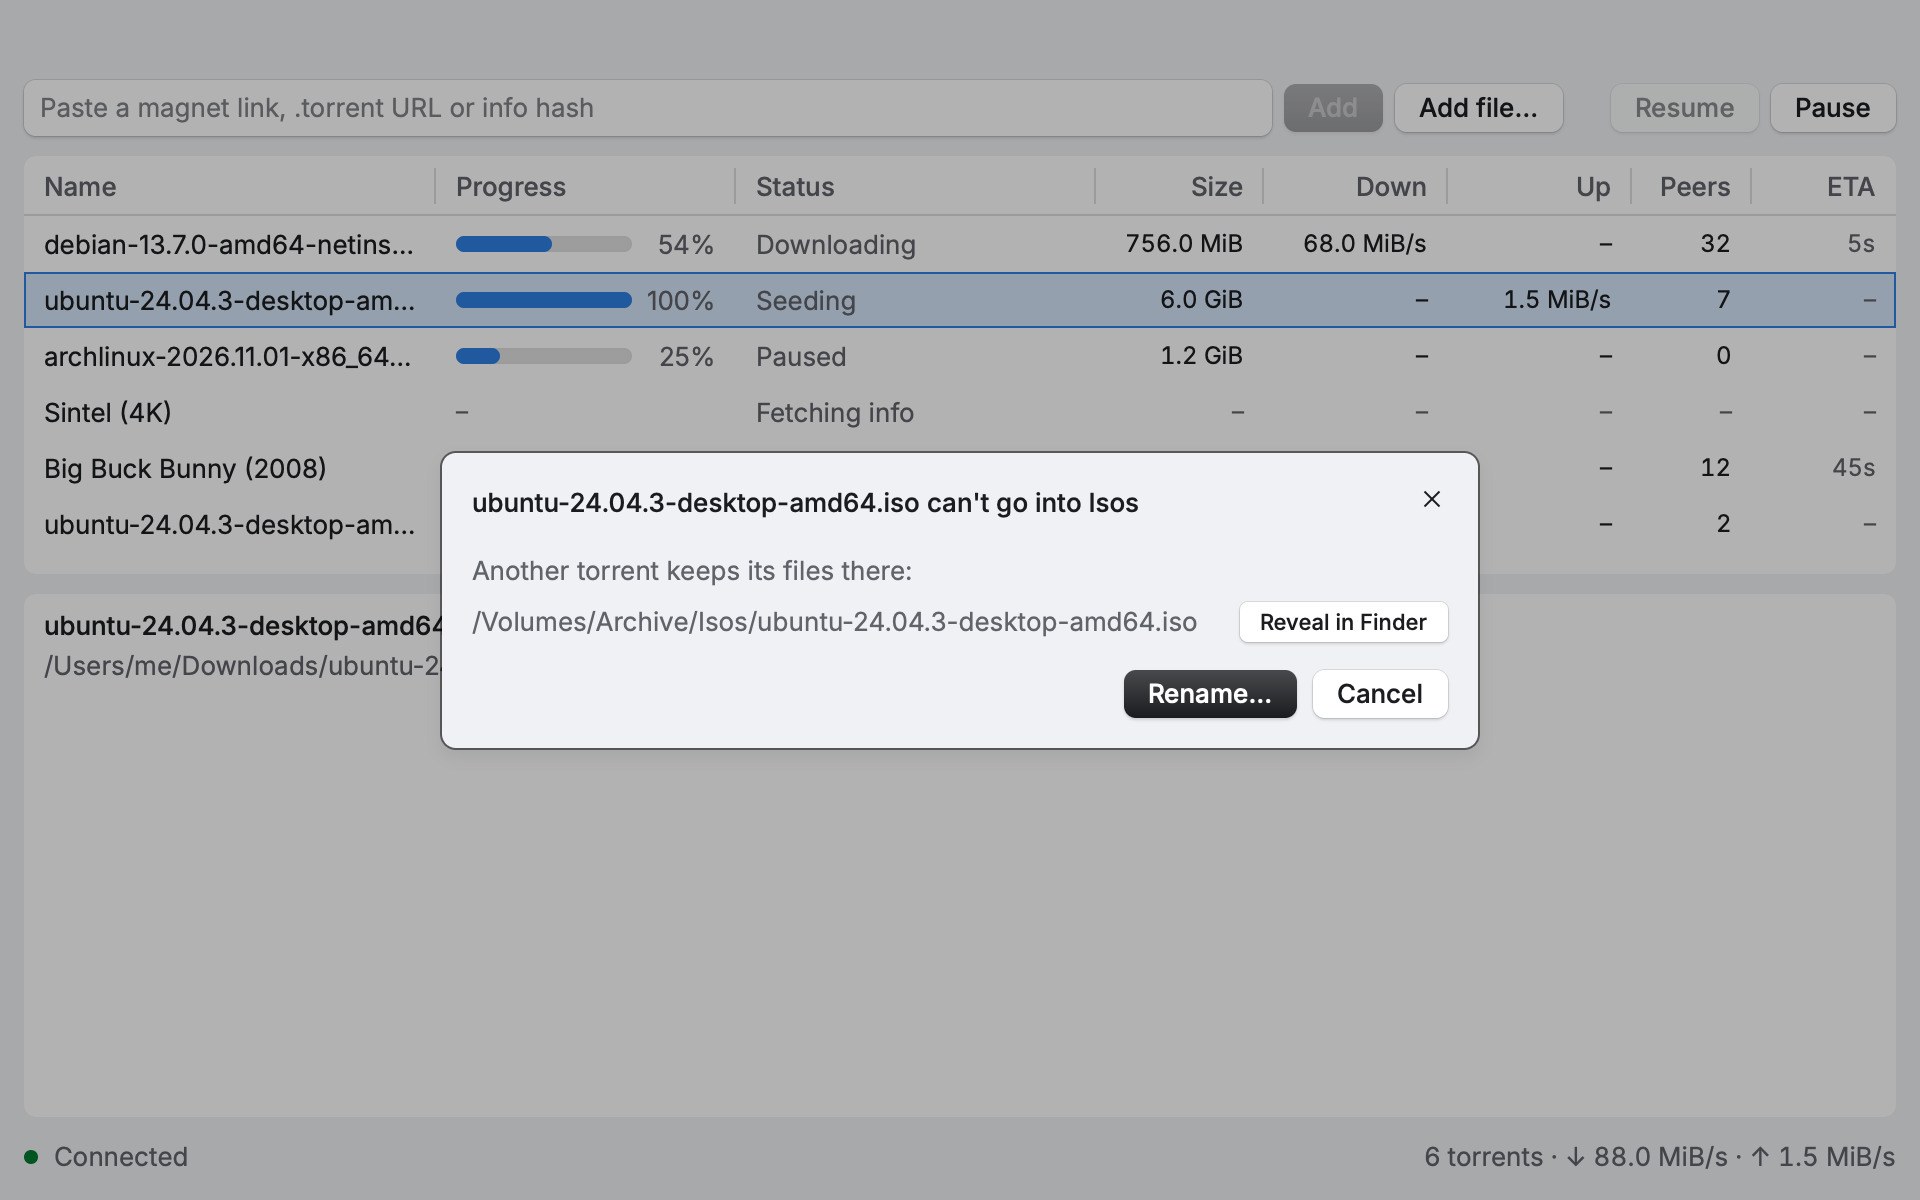 Paste a magnet link, .torrent URL or info hash
Add
Add file...
Resume
Pause
Name Progress Status Size Down Up Peers ETA
debian-13.7.0-amd64-netins... 54% Downloading 756.0 MiB 68.0 MiB/s – 32 5s
ubuntu-24.04.3-desktop-am... 100% Seeding 6.0 GiB – 1.5 MiB/s 7 –
archlinux-2026.11.01-x86_64... 25% Paused 1.2 GiB – – 0 –
Sintel (4K) – Fetching info – – – – –
Big Buck Bunny (2008) – 12 45s
ubuntu-24.04.3-desktop-am... – 2 –
ubuntu-24.04.3-desktop-amd64.iso can't go into Isos
Another torrent keeps its files there:
/Volumes/Archive/Isos/ubuntu-24.04.3-desktop-amd64.iso
Reveal in Finder
Rename...
Cancel
ubuntu-24.04.3-desktop-amd64
/Users/me/Downloads/ubuntu-2
Connected
6 torrents · ↓ 88.0 MiB/s · ↑ 1.5 MiB/s